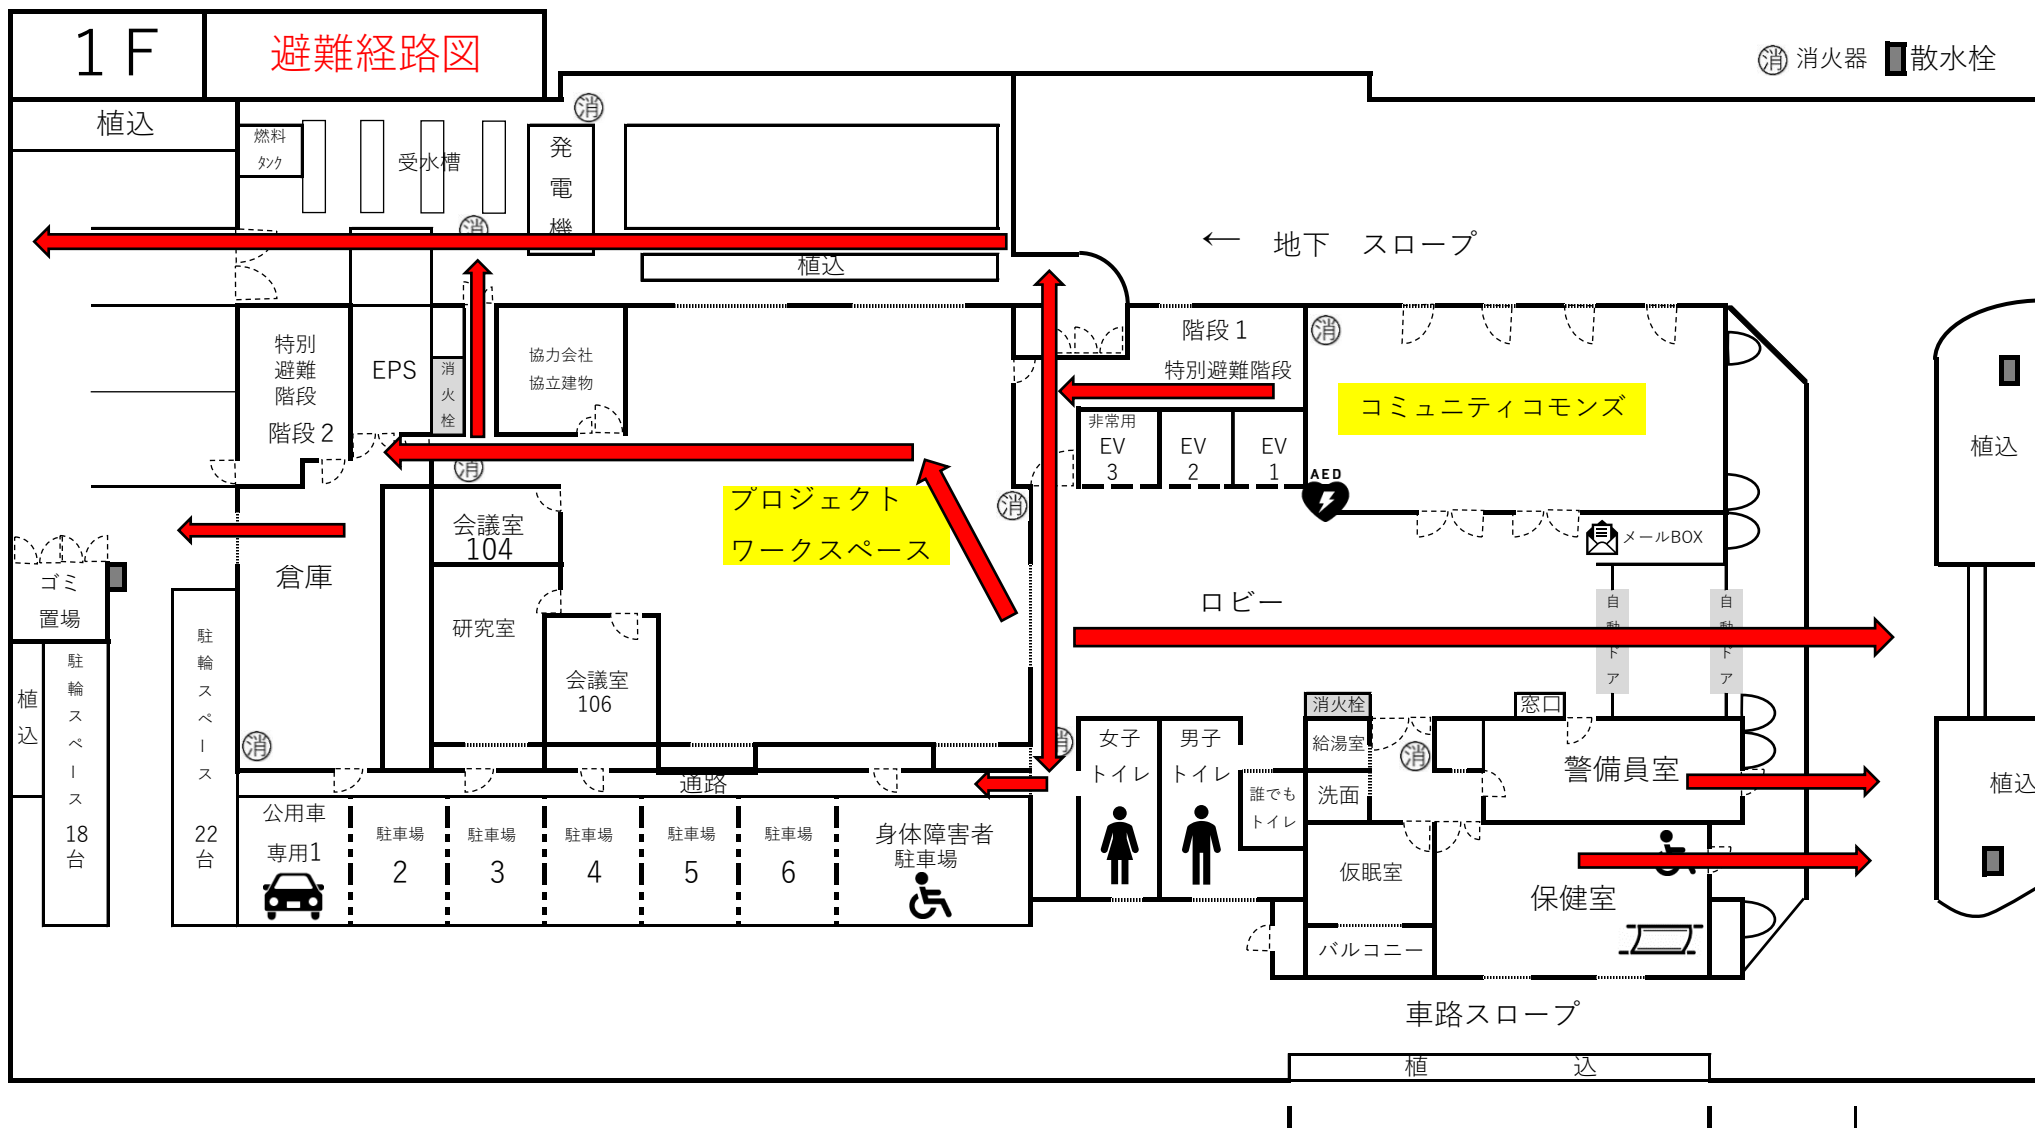 １Ｆ
避難経路図
消 消火器
散水栓
植込
消
燃料
タンク
受水槽
発
電
機
消
植込
← 地下　スロープ
特別
避難
階段
階段２
EPS
消
火
栓
協力会社
協立建物
階段１
特別避難階段
消
コミュニティコモンズ
非常用
EV
3
EV
2
EV
1
AED
植込
消
プロジェクト
ワークスペース
消
会議室
104
メールBOX
倉庫
ゴミ
置場
研究室
ロビー
自
動
ド
ア
自
動
ド
ア
会議室
106
駐
輪
ス
ペ
ー
ス
22
台
駐
輪
ス
ペ
ー
ス
18
台
植
込
消
消
消火栓
窓口
女子
トイレ
男子
トイレ
給湯室
消
警備員室
通路
誰でも
トイレ
洗面
植込
公用車
専用1
駐車場
2
駐車場
3
駐車場
4
駐車場
5
駐車場
6
身体障害者
駐車場
仮眠室
保健室
バルコニー
車路スロープ
植　込